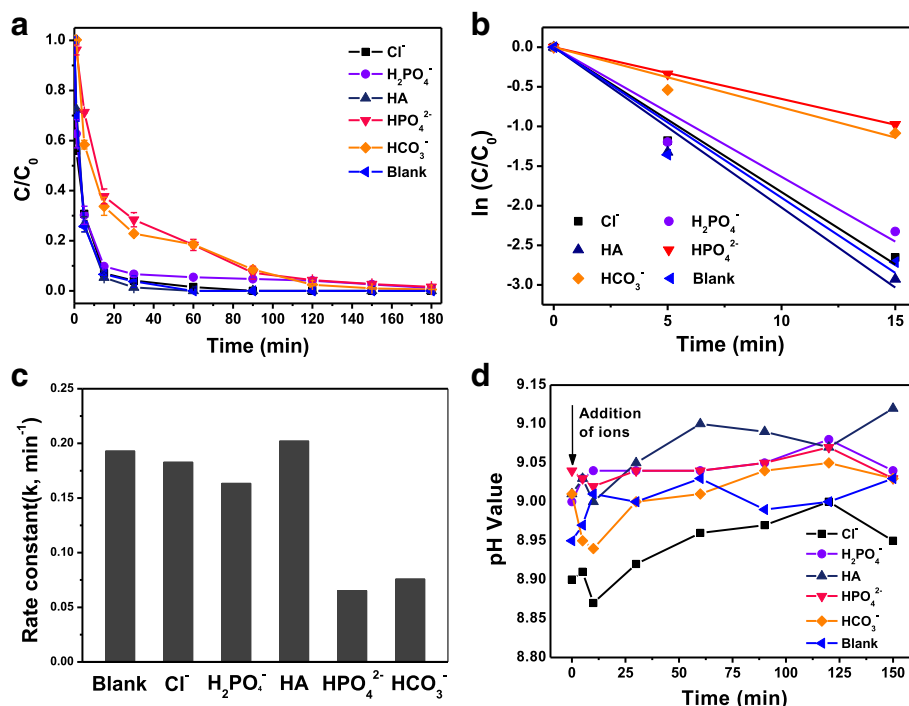 a
C/C₀
1.0
0.8
0.6
0.4
0.2
0.0
Cl⁻
H₂PO₄⁻
HA
HPO₄²⁻
HCO₃⁻
Blank
0 20 40 60 80 100 120 140 160 180
Time (min)
b
ln (C/C₀)
0.0
-0.5
-1.0
-1.5
-2.0
-2.5
-3.0
Cl⁻ H₂PO₄⁻
HA HPO₄²⁻
HCO₃⁻ Blank
0 5 10 15
Time (min)
c
Rate constant(k, min⁻¹)
0.25
0.20
0.15
0.10
0.05
0.00
Blank Cl⁻ H₂PO₄⁻ HA HPO₄²⁻ HCO₃⁻
d
pH Value
9.15
9.10
9.05
9.00
8.95
8.90
8.85
8.80
Addition
of ions
Cl⁻
H₂PO₄⁻
HA
HPO₄²⁻
HCO₃⁻
Blank
0 25 50 75 100 125 150
Time (min)